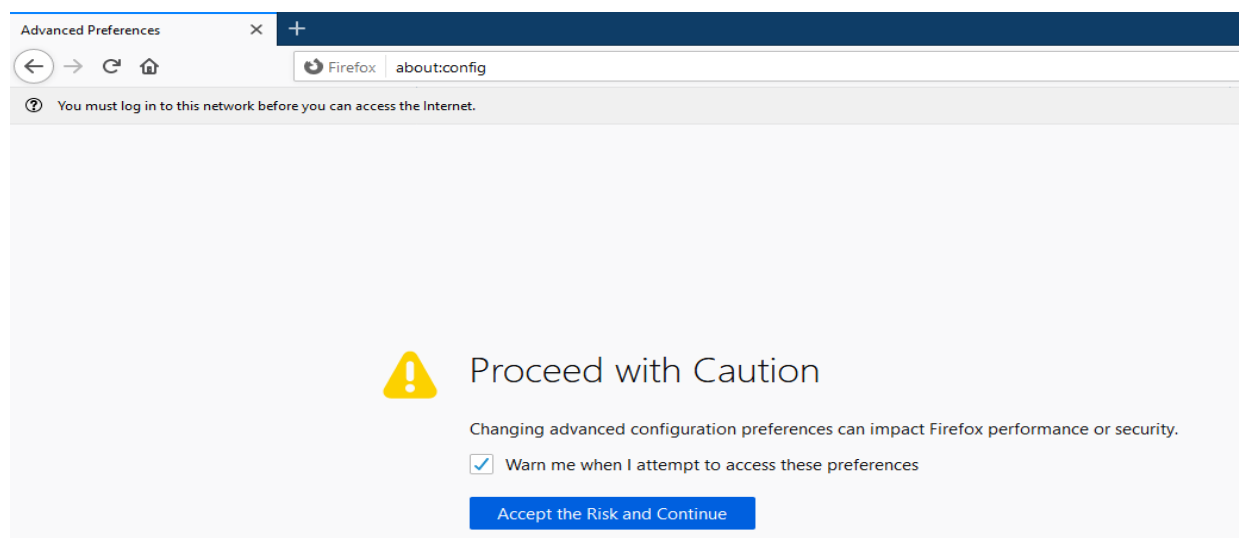 Advanced Preferences
Firefox about:config
You must log in to this network before you can access the Internet.
Proceed with Caution
Changing advanced configuration preferences can impact Firefox performance or security.
Warn me when I attempt to access these preferences
Accept the Risk and Continue